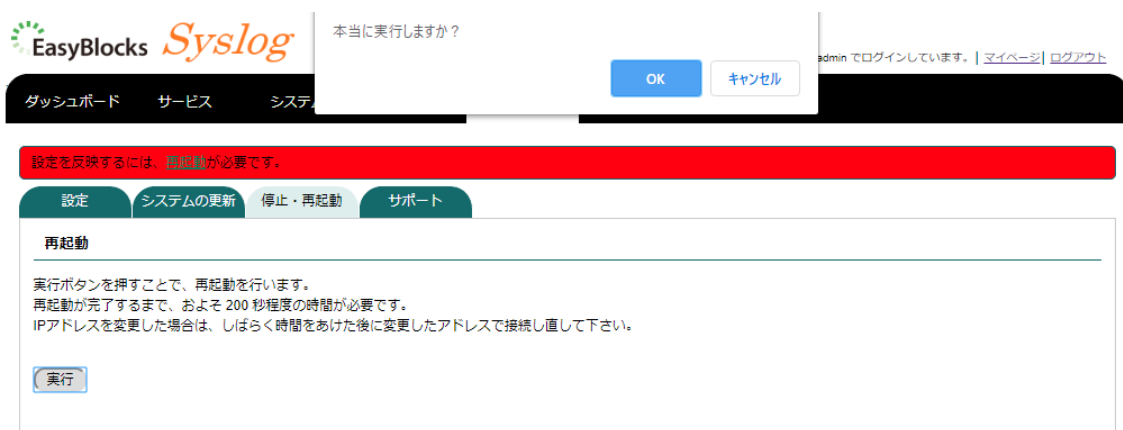 EasyBlocks Syslog
本当に実行しますか?
OK キャンセル
admin でログインしています。| マイページ| ログアウト
ダッシュボード サービス システ
設定を反映するには、再起動が必要です。
設定 システムの更新 停止・再起動 サポート
再起動
実行ボタンを押すことで、再起動を行います。
再起動が完了するまで、およそ 200 秒程度の時間が必要です。
IPアドレスを変更した場合は、しばらく時間をあけた後に変更したアドレスで接続し直して下さい。
実行